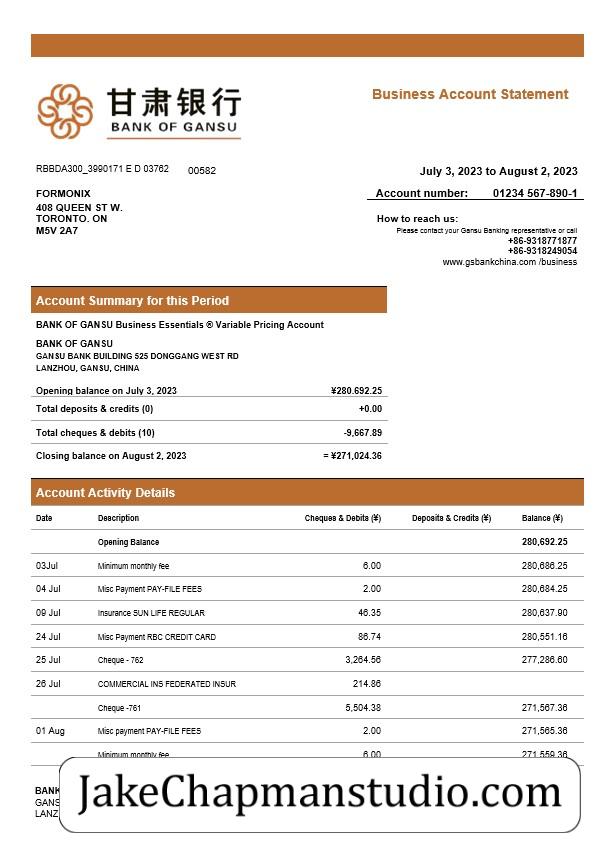 甘肃银行
BANK OF GANSU
Business Account Statement
RBBDA300_3990171 E D 03762 00582
July 3, 2023 to August 2, 2023
FORMONIX
Account number: 01234 567-890-1
408 QUEEN ST W.
TORONTO. ON
M5V 2A7
How to reach us:
Please contact your Gansu Banking representative or call
+86-9318771877
+86-9318249054
www.gsbankchina.com /business
Account Summary for this Period
BANK OF GANSU Business Essentials ® Variable Pricing Account
BANK OF GANSU
GANSU BANK BUILDING 525 DONGGANG WEST RD
LANZHOU, GANSU, CHINA
Opening balance on July 3, 2023 ¥280.692.25
Total deposits & credits (0) +0.00
Total cheques & debits (10) -9,667.89
Closing balance on August 2, 2023 = ¥271,024.36
Account Activity Details
Date Description Cheques & Debits (¥) Deposits & Credits (¥) Balance (¥)
Opening Balance 280,692.25
03Jul Minimum monthly fee 6.00 280,686.25
04 Jul Misc Payment PAY-FILE FEES 2.00 280,684.25
09 Jul Insurance SUN LIFE REGULAR 46.35 280,637.90
24 Jul Misc Payment RBC CREDIT CARD 86.74 280,551.16
25 Jul Cheque - 762 3,264.56 277,286.60
26 Jul COMMERCIAL INS FEDERATED INSUR 214.86
Cheque -761 5,504.38 271,567.36
01 Aug Misc payment PAY-FILE FEES 2.00 271,565.36
Minimum monthly fee 6.00 271,559.36
BANK
GANS
LANZ
JakeChapmanstudio.com